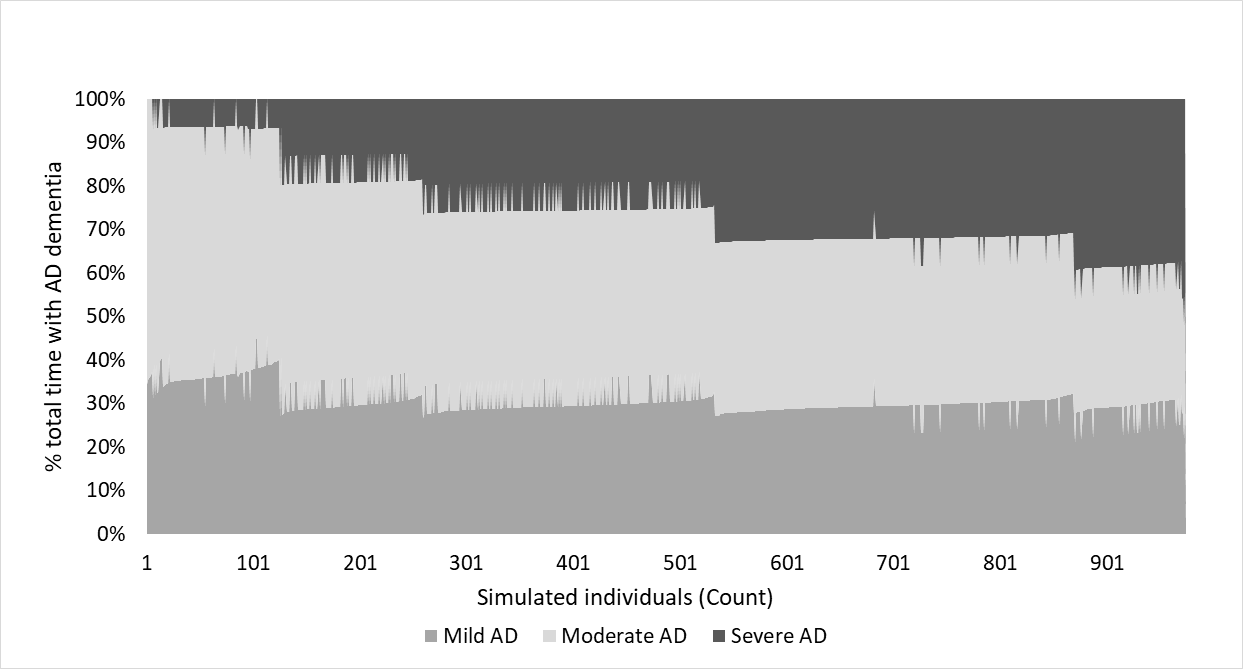 100%
90%
80%
70%
60%
50%
40%
30%
20%
10%
0%
% total time with AD dementia
1 101 201 301 401 501 601 701 801 901
Simulated individuals (Count)
Mild AD Moderate AD Severe AD